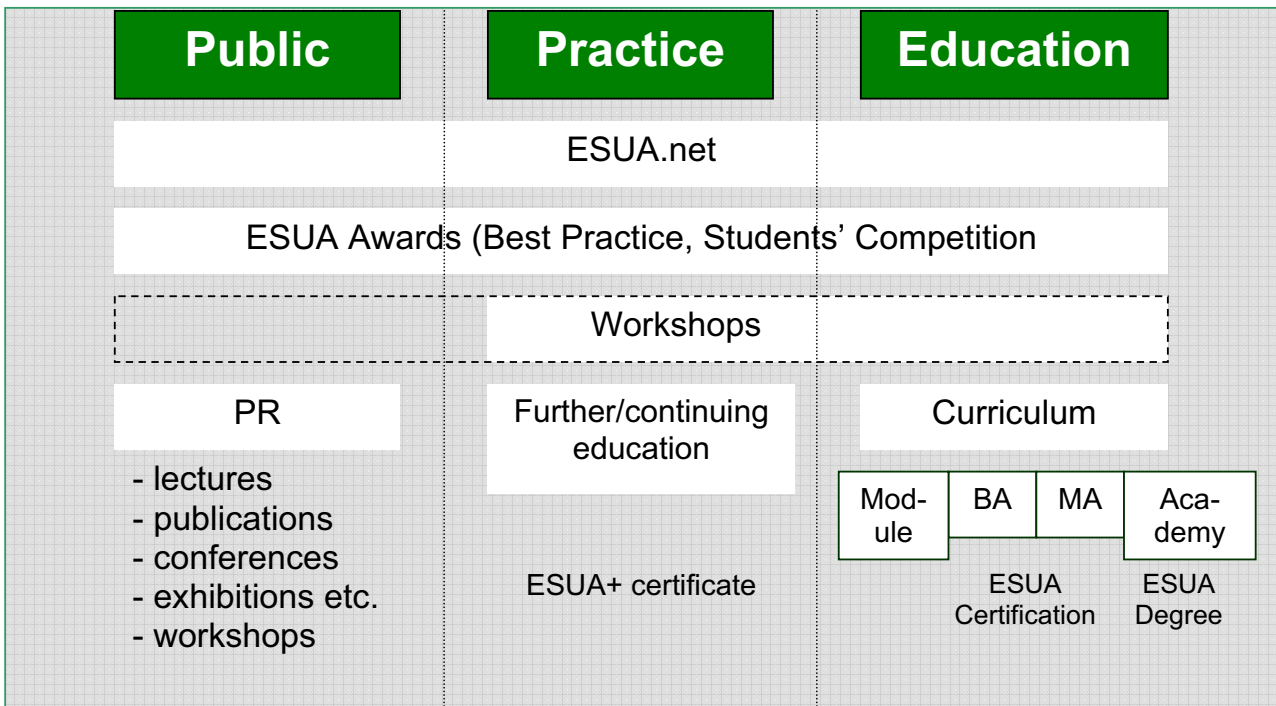 Public
Practice
Education
ESUA.net
ESUA Awards (Best Practice, Students’ Competition
Workshops
PR
- lectures
- publications
- conferences
- exhibitions etc.
- workshops
Further/continuing
education
ESUA+ certificate
Curriculum
Mod-
ule
BA
MA
Aca-
demy
ESUA
Certification
ESUA
Degree